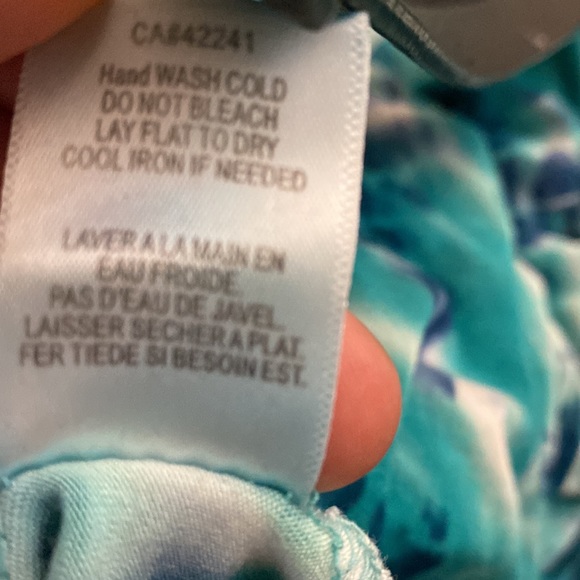 CA#42241
Hand WASH COLD
DO NOT BLEACH
LAY FLAT TO DRY
COOL IRON IF NEEDED
LAVER A LA MAIN EN
EAU FROIDE.
PAS D'EAU DE JAVEL.
LAISSER SECHER A PLAT.
FER TIEDE SI BESOIN EST.